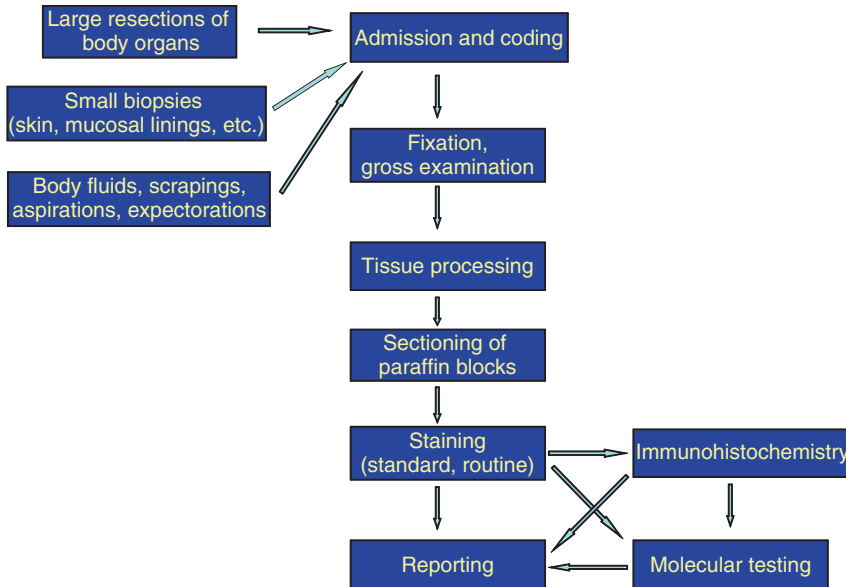 Large resections of
body organs
Admission and coding
Small biopsies
(skin, mucosal linings, etc.)
Fixation,
gross examination
Body fluids, scrapings,
aspirations, expectorations
Tissue processing
Sectioning of
paraffin blocks
Staining
(standard, routine)
Immunohistochemistry
Reporting
Molecular testing